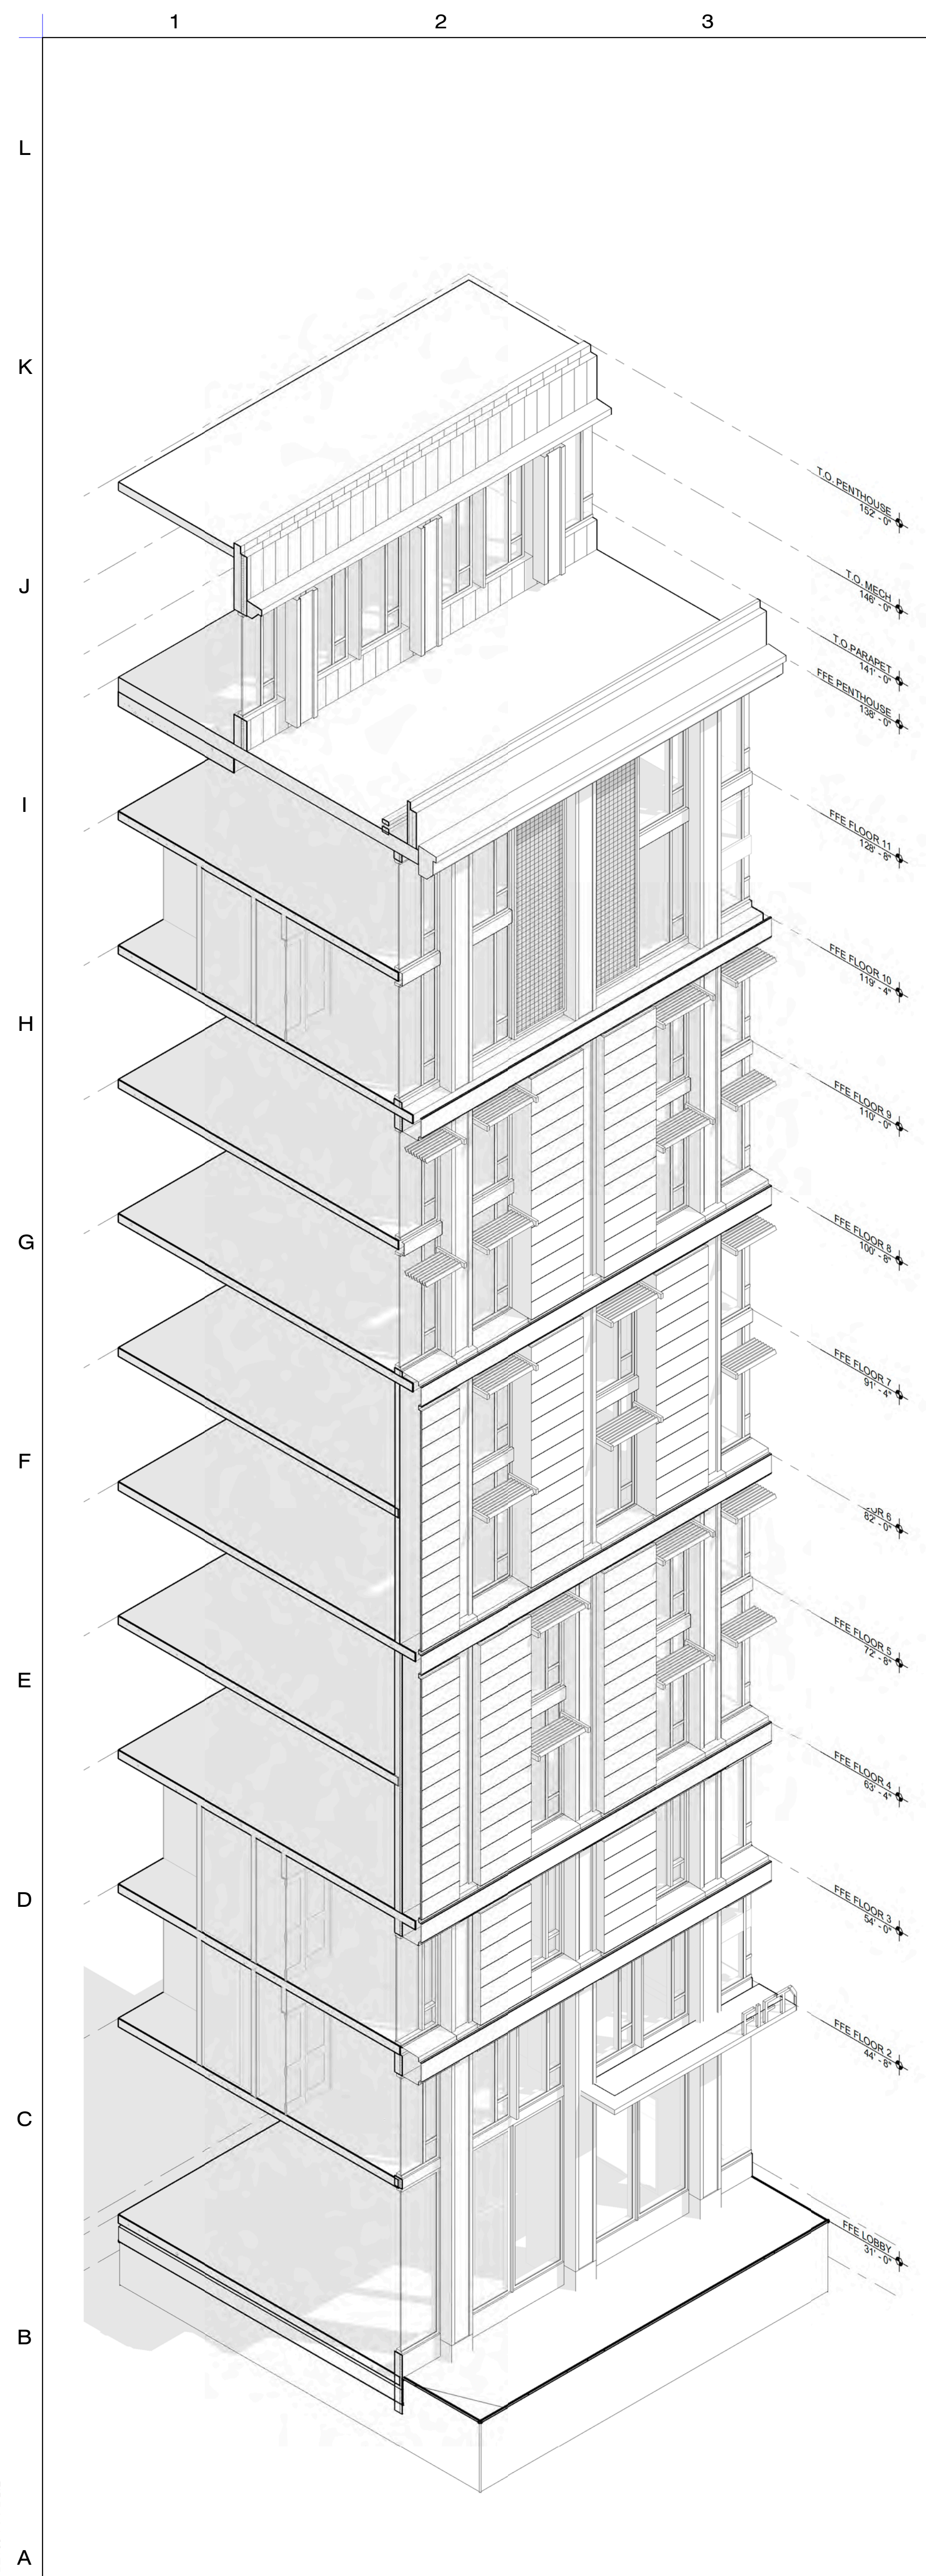 1
2
3
L
K
T.O. PENTHOUSE
152' - 0"
J
T.O. MECH
146' - 0"
T.O.PARAPET
141' - 0"
FFE PENTHOUSE
138' - 0"
I
FFE FLOOR 11
128' - 8"
FFE FLOOR 10
119' - 4"
H
FFE FLOOR 9
110' - 0"
G
FFE FLOOR 8
100' - 8"
FFE FLOOR 7
91' - 4"
F
OR 6
82' - 0"
FFE FLOOR 5
72' - 8"
E
FFE FLOOR 4
63' - 4"
D
FFE FLOOR 3
54' - 0"
FFE FLOOR 2
44' - 8"
C
FFE LOBBY
31' - 0"
B
A